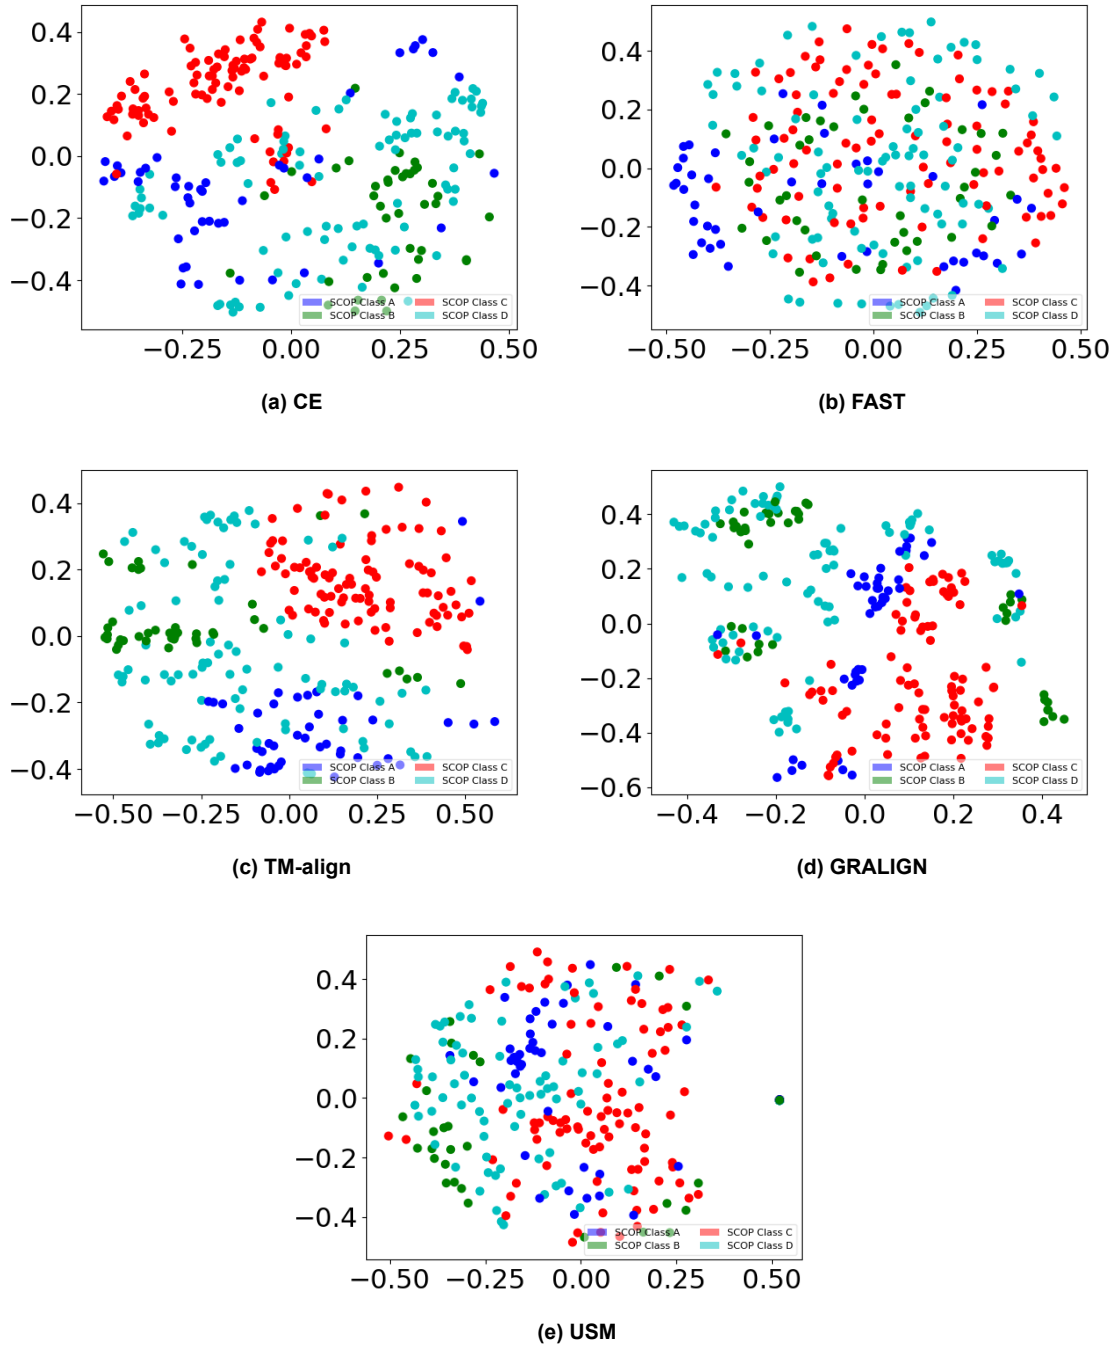 0.4
0.2
0.0
−0.2
−0.4
−0.25 0.00 0.25 0.50
SCOP Class A SCOP Class C
SCOP Class B SCOP Class D
(a) CE
0.4
0.2
0.0
−0.2
−0.4
−0.50 −0.25 0.00 0.25 0.50
SCOP Class A SCOP Class C
SCOP Class B SCOP Class D
(b) FAST
0.4
0.2
0.0
−0.2
−0.4
−0.50 −0.25 0.00 0.25 0.50
SCOP Class A SCOP Class C
SCOP Class B SCOP Class D
(c) TM-align
0.4
0.2
0.0
−0.2
−0.4
−0.6
−0.4 −0.2 0.0 0.2 0.4
SCOP Class A SCOP Class C
SCOP Class B SCOP Class D
(d) GRALIGN
0.4
0.2
0.0
−0.2
−0.4
−0.50 −0.25 0.00 0.25 0.50
SCOP Class A SCOP Class C
SCOP Class B SCOP Class D
(e) USM